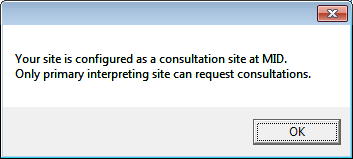 Your site is configured as a consultation site at MID.
Only primary interpreting site can request consultations.
OK